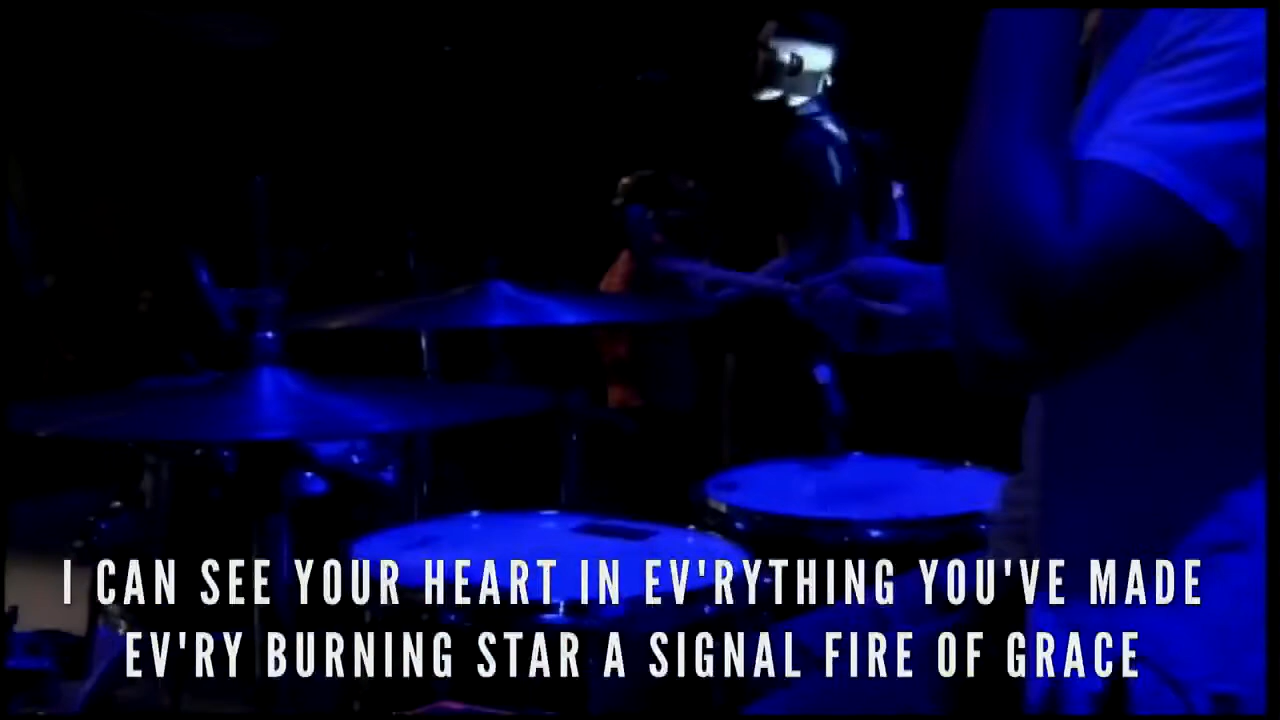 I CAN SEE YOUR HEART IN EV'RYTHING YOU'VE MADE
EV'RY BURNING STAR A SIGNAL FIRE OF GRACE